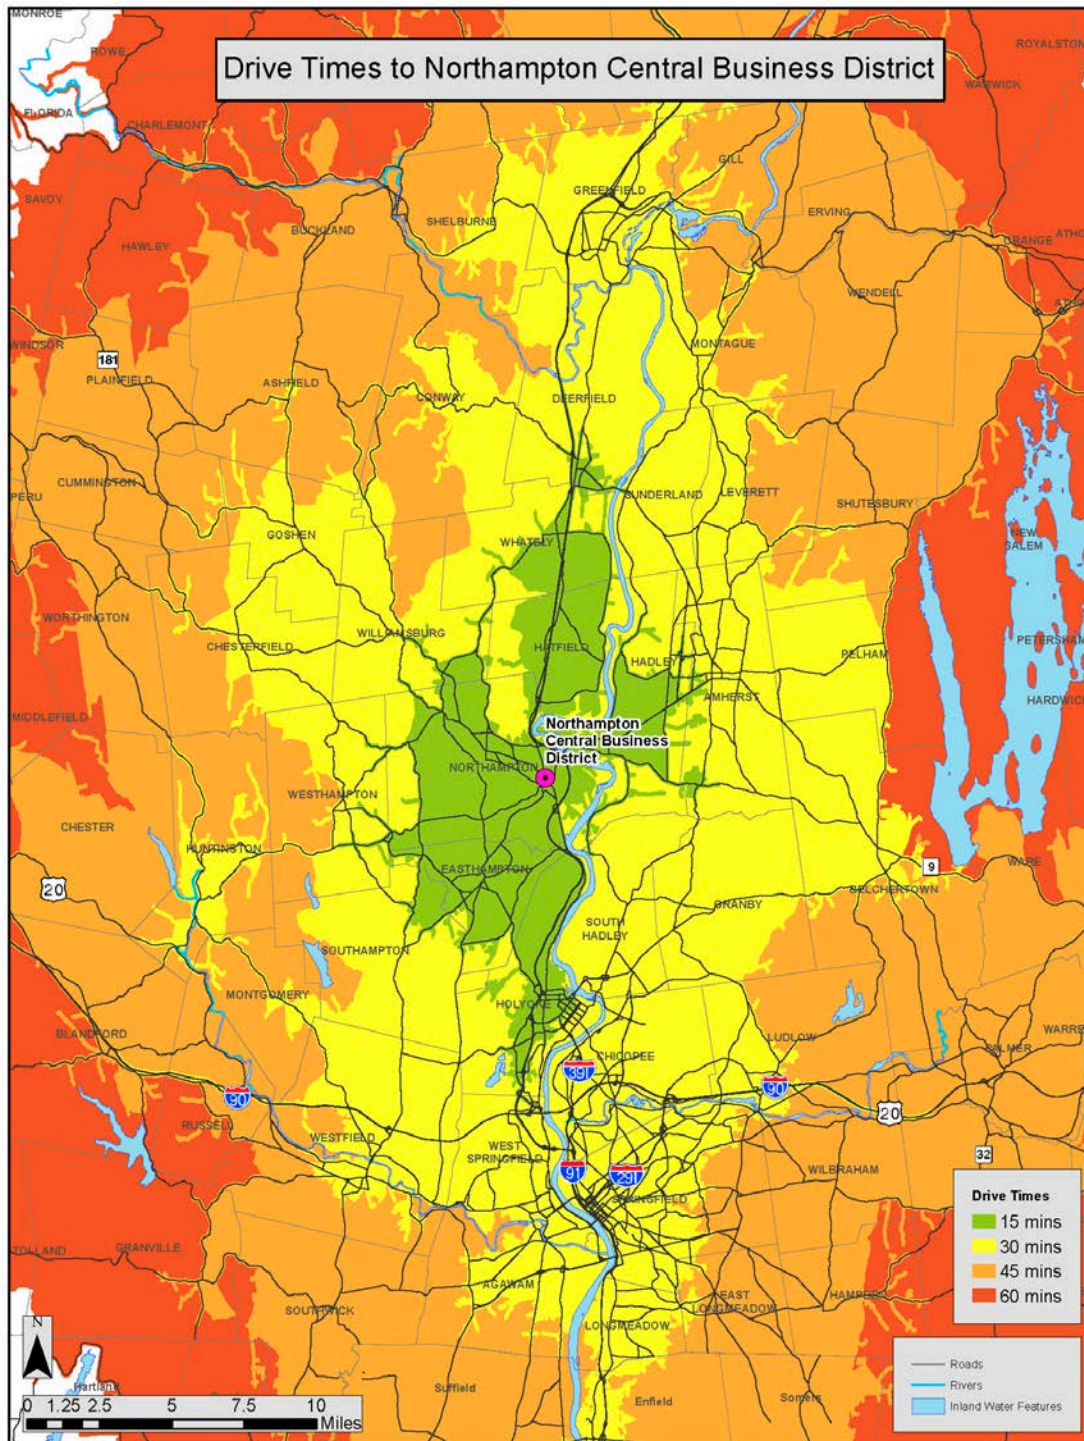 MONROE
ROWE
ROYALSTON
Drive Times to Northampton Central Business District
WARWICK
FLORIDA
CHARLEMONT
GILL
GREENFIELD
SAVOY
SHELBURNE
ERVING
BUCKLAND
HAWLEY
ORANGE
ATHO
WENDELL
ATHO
WINDSOR
MONTAGUE
181
PLAINFIELD
ASHFIELD
CONWAY
DEERFIELD
CUMMINGTON
PERU
SUNDERLAND
LEVERETT
SHUTESBURY
GOSHEN
WHATELY
NEW
SALEM
WORTHINGTON
WILLIAMSBURG
CHESTERFIELD
HATFIELD
HADLEY
PELHAM
PETERSHAM
AMHERST
HARDWICK
MIDDLEFIELD
Northampton
Central Business
District
NORTHAMPTON
WESTHAMPTON
CHESTER
HUNTINGTON
EASTHAMPTON
WARE
9
20
BELCHERTOWN
GRANBY
SOUTH
HADLEY
SOUTHAMPTON
MONTGOMERY
HOLYOKE
BLANDFORD
LUDLOW
WARRE
PALMER
CHICOPEE
391
90
90
20
RUSSELL
WESTFIELD
WEST
SPRINGFIELD
32
91
291
WILBRAHAM
SPRINGFIELD
TOLLAND
GRANVILLE
AGAWAM
SOUTHWICK
EAST
LONGMEADOW
HAMPDEN
LONGMEADOW
Drive Times
15 mins
30 mins
45 mins
60 mins
N
Hartland
Suffield
Enfield
Somers
0 1.25 2.5 5 10
Miles
Roads
Rivers
Inland Water Features